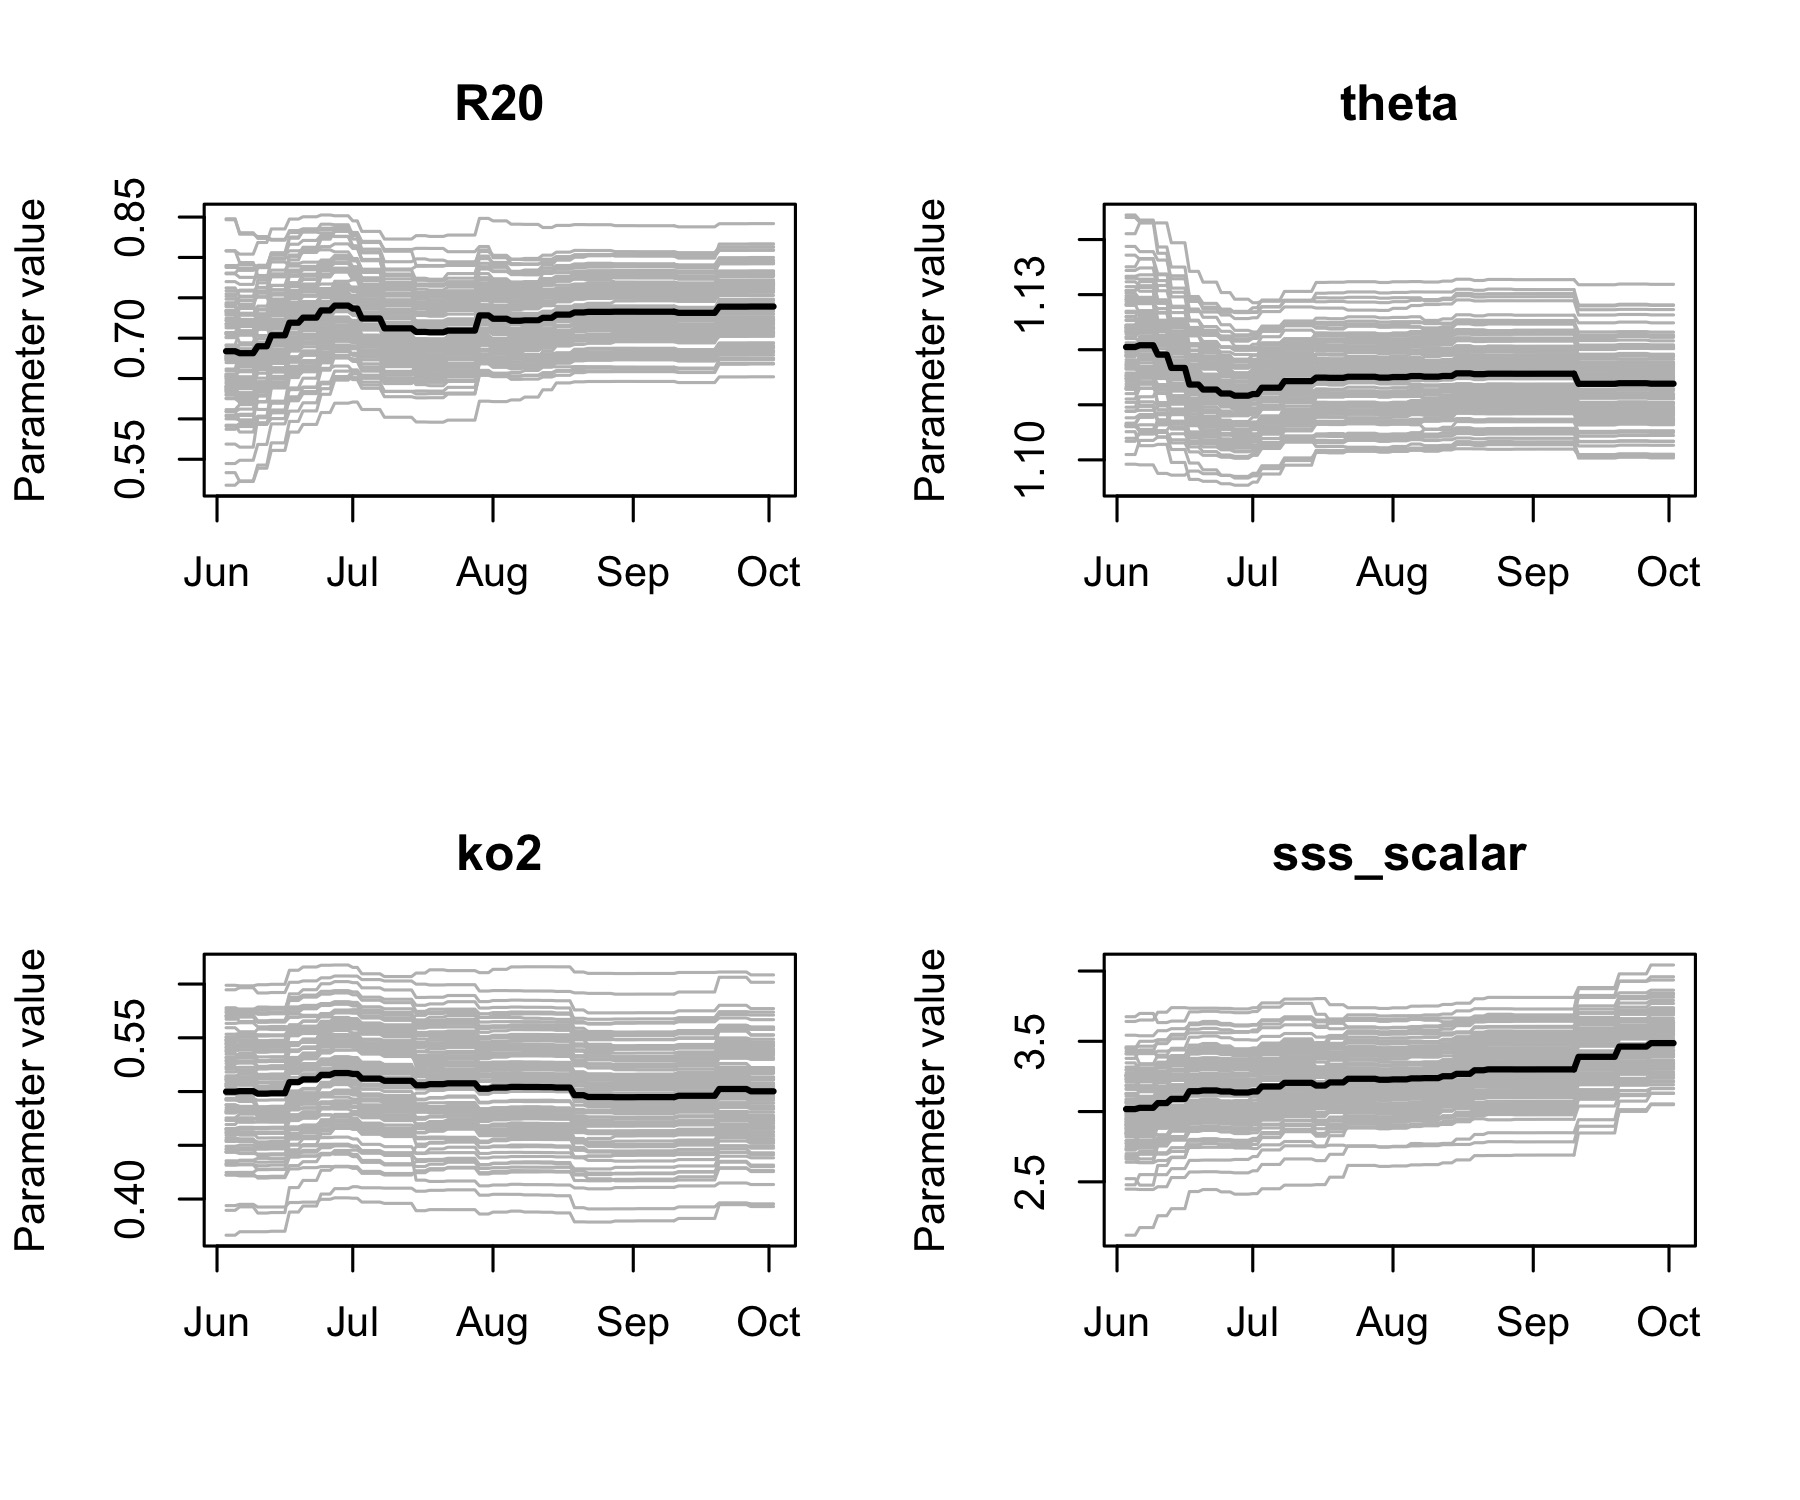 R20
Parameter value
0.85
0.70
0.55
Jun Jul Aug Sep Oct
theta
Parameter value
1.13
1.10
Jun Jul Aug Sep Oct
ko2
Parameter value
0.55
0.40
Jun Jul Aug Sep Oct
sss_scalar
Parameter value
3.5
2.5
Jun Jul Aug Sep Oct